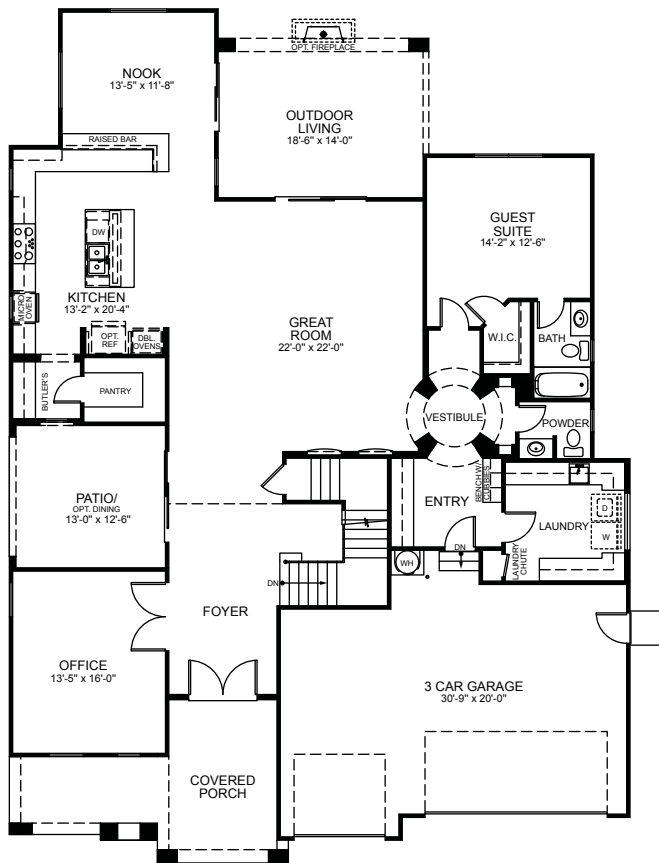 OPT. FIREPLACE
NOOK
13'-5" x 11'-8"
OUTDOOR
LIVING
18'-6" x 14'-0"
RAISED BAR
GUEST
SUITE
14'-2" x 12'-6"
DW
KITCHEN
13'-2" x 20'-4"
MICRO/
OVEN
OPT.
REF
DBL.
OVENS
GREAT
ROOM
22'-0" x 22'-0"
W.I.C.
BATH
BUTLER'S
PANTRY
VESTIBULE
POWDER
PATIO/
OPT. DINING
13'-0" x 12'-6"
ENTRY
BENCH W/
CUBBIES
LAUNDRY
D
W
LAUNDRY
CHUTE
DN
WH
DN
FOYER
OFFICE
13'-5" x 16'-0"
3 CAR GARAGE
30'-9" x 20'-0"
COVERED
PORCH